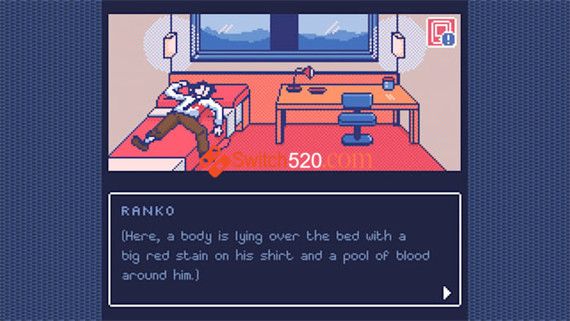 Switch520.com
RANKO
(Here, a body is lying over the bed with a
big red stain on his shirt and a pool of blood
around him.)